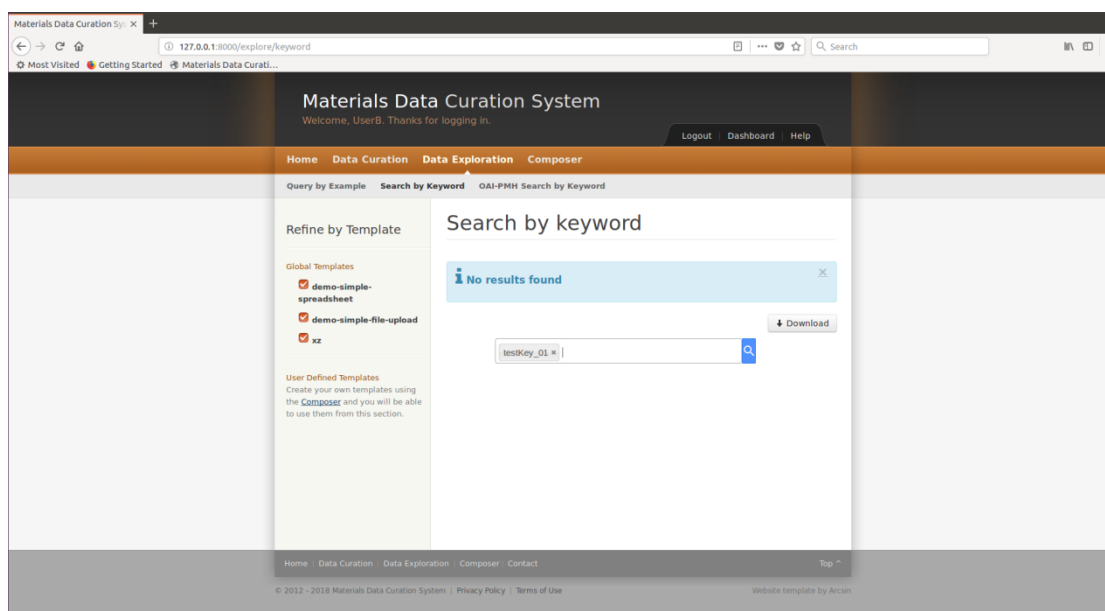 Materials Data Curation Sy
127.0.0.1:8000/explore/keyword
Search
Most Visited Getting Started Materials Data Curati...
Materials Data Curation System
Welcome, UserB. Thanks for logging in.
Logout Dashboard Help
Home Data Curation Data Exploration Composer
Query by Example Search by Keyword OAI-PMH Search by Keyword
Refine by Template
Global Templates
demo-simple-
spreadsheet
demo-simple-file-upload
xz
User Defined Templates
Create your own templates using
the Composer and you will be able
to use them from this section.
Search by keyword
No results found
Download
testKey_01
Home | Data Curation | Data Exploration | Composer | Contact
Top ^
© 2012 - 2018 Materials Data Curation System | Privacy Policy | Terms of Use
Website template by Arcsin